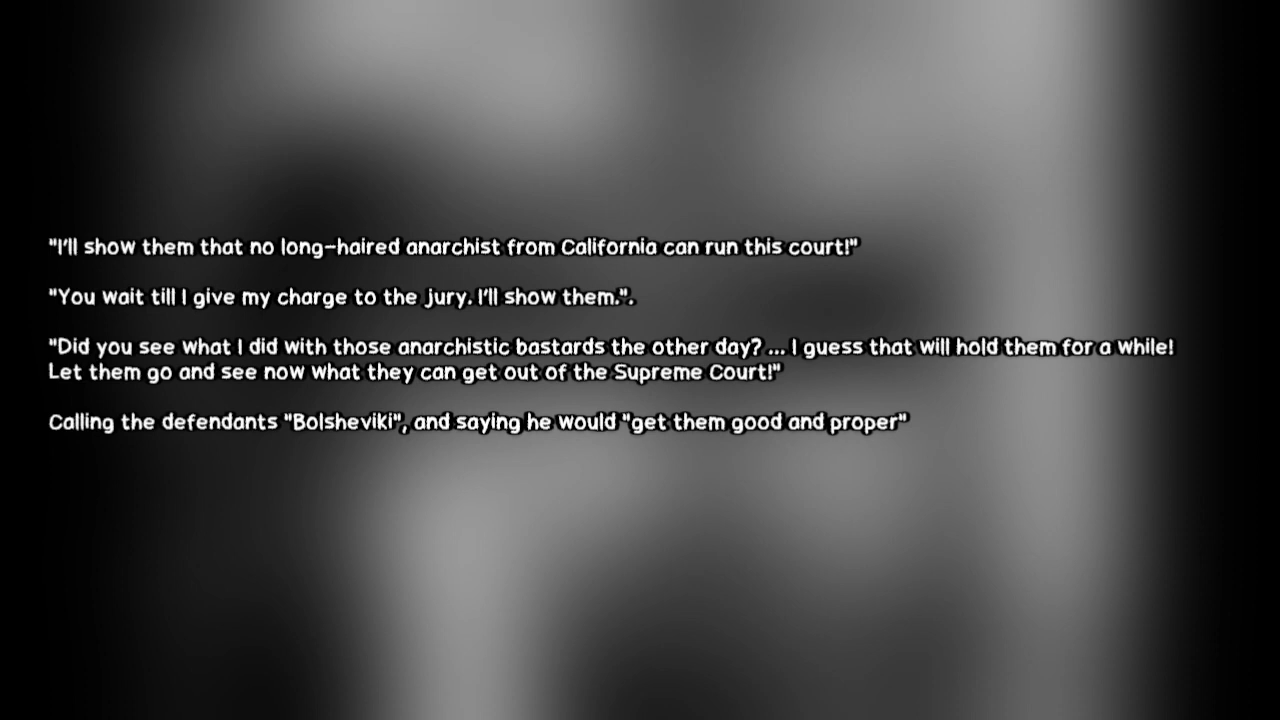 "I'll show them that no long-haired anarchist from California can run this court!"
"You wait till I give my charge to the jury. I'll show them.".
"Did you see what I did with those anarchistic bastards the other day? ... I guess that will hold them for a while!
Let them go and see now what they can get out of the Supreme Court!"
Calling the defendants "Bolsheviki", and saying he would "get them good and proper"